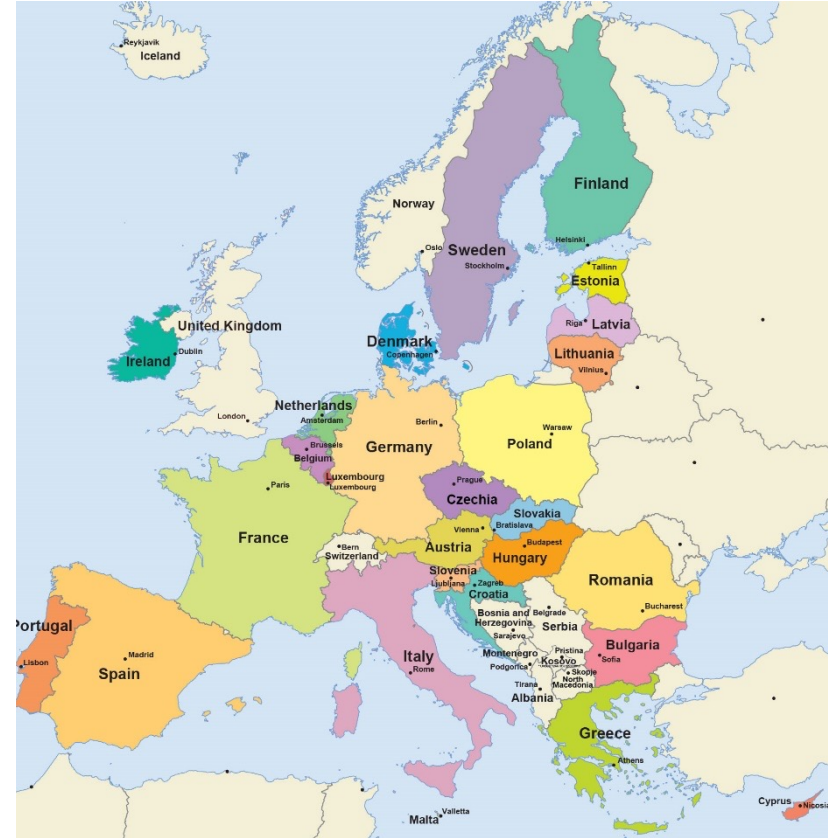 Reykjavík
Iceland
Finland
Norway
Helsinki
Oslo
Sweden
Stockholm
Tallinn
Estonia
Riga
Latvia
United Kingdom
Denmark
Copenhagen
Dublin
Ireland
Lithuania
Vilnius
Netherlands
Amsterdam
London
Berlin
Warsaw
Brussels
Belgium
Germany
Poland
Luxembourg
Luxembourg
Paris
Prague
Czechia
Slovakia
Vienna
Bratislava
France
Austria
Budapest
Hungary
Bern
Switzerland
Slovenia
Ljubljana
Zagreb
Croatia
Romania
Bucharest
Bosnia and
Herzegovina
Sarajevo
Belgrade
Serbia
Portugal
Lisbon
Madrid
Spain
Italy
Rome
Montenegro
Podgorica
Pristina
Kosovo
Bulgaria
Sofia
Skopje
North
Macedonia
Tirana
Albania
Greece
Athens
Cyprus
Nicosia
Malta
Valletta